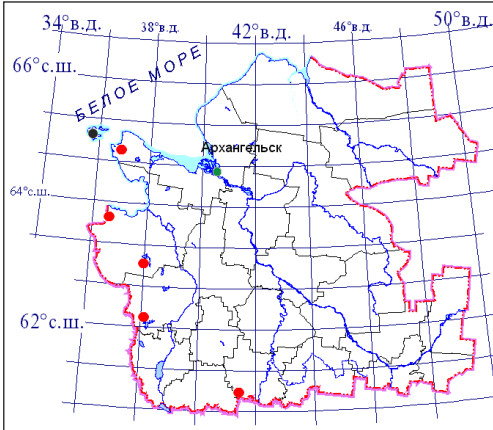 34°в.д.
38°в.д.
42°в.д.
46°в.д.
50°в.д.
66°с.ш.
БЕЛОЕ МОРЕ
Архангельск
64°с.ш.
62°с.ш.